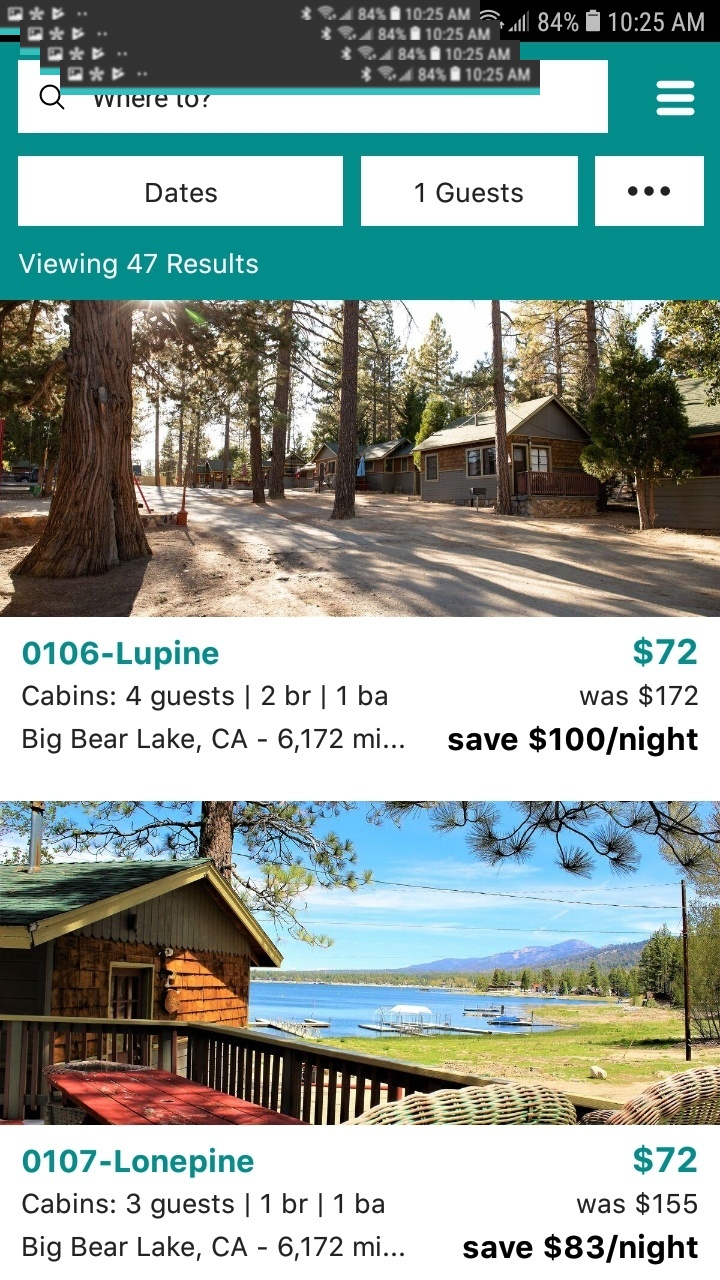 84% 10:25 AM
84% 10:25 AM
84% 10:25 AM
84% 10:25 AM
84% 10:25 AM
Where to?
Dates
1 Guests
•••
Viewing 47 Results
0106-Lupine
$72
Cabins: 4 guests | 2 br | 1 ba
was $172
Big Bear Lake, CA - 6,172 mi...
save $100/night
0107-Lonepine
$72
Cabins: 3 guests | 1 br | 1 ba
was $155
Big Bear Lake, CA - 6,172 mi...
save $83/night